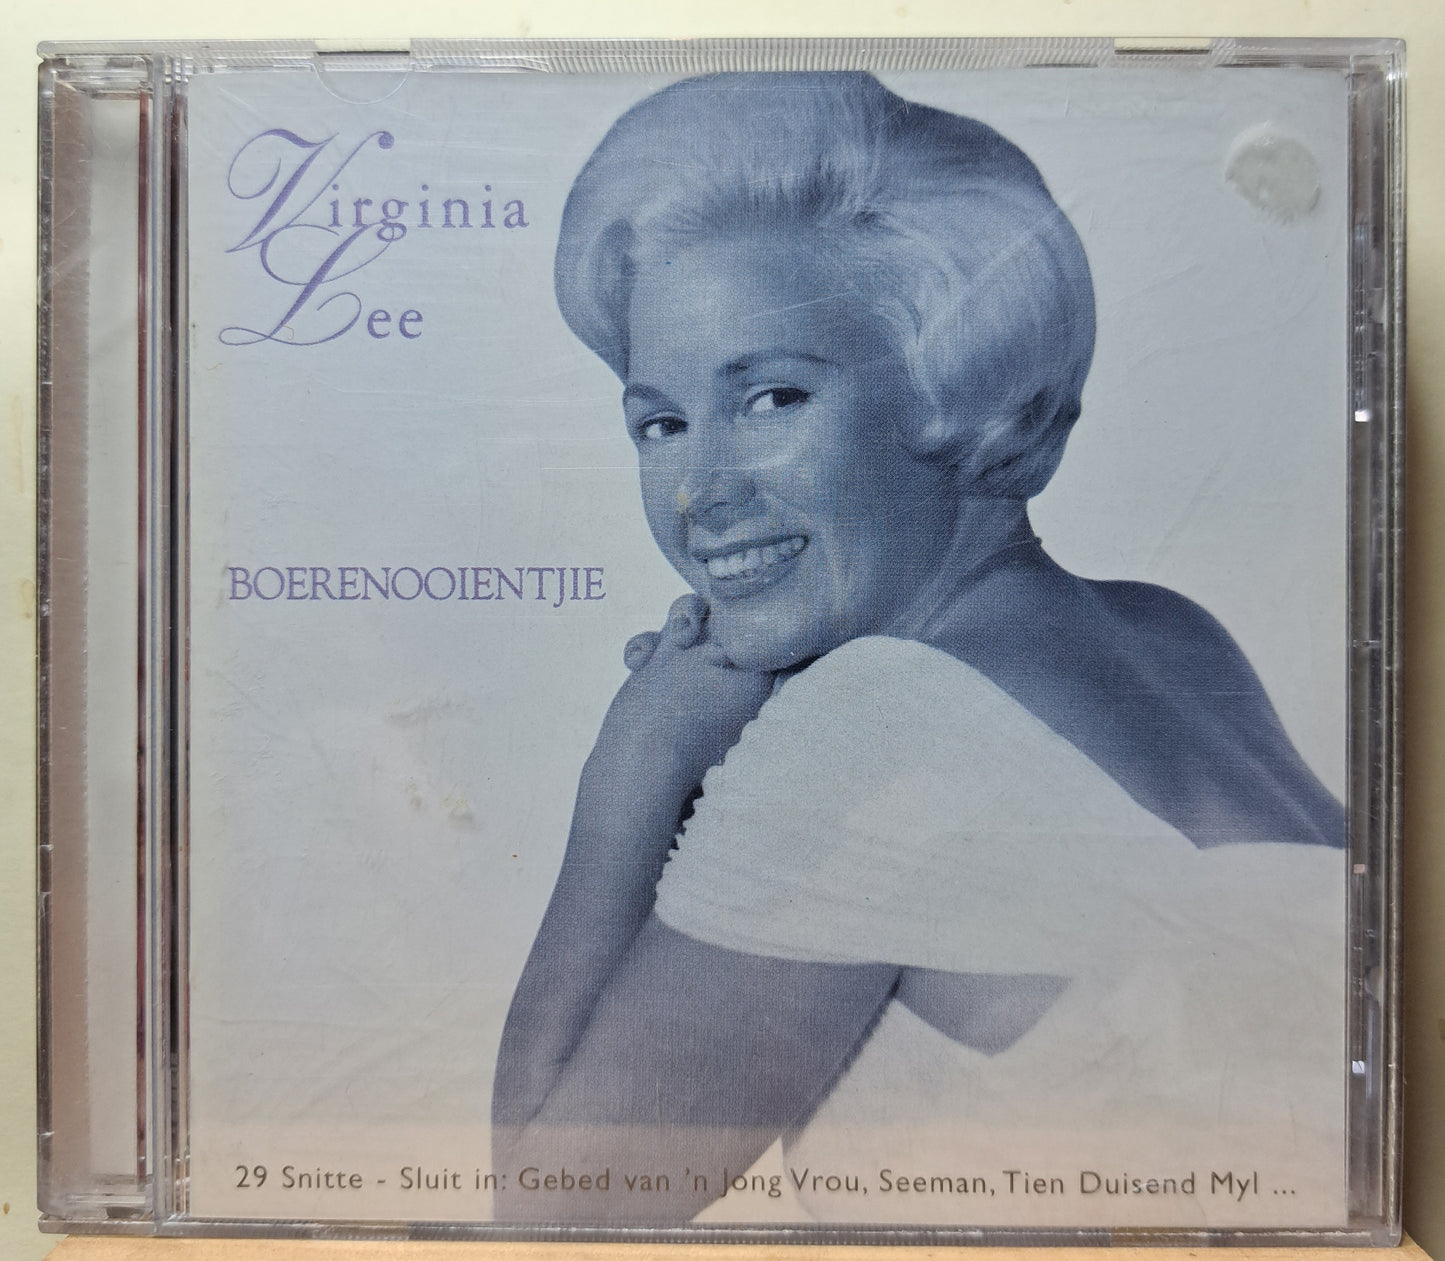 Virginia
Lee
BOERENOOIENTJIE
29 Snitte - Sluit in: Gebed van 'n Jong Vrou, Seeman, Tien Duisend Myl ...